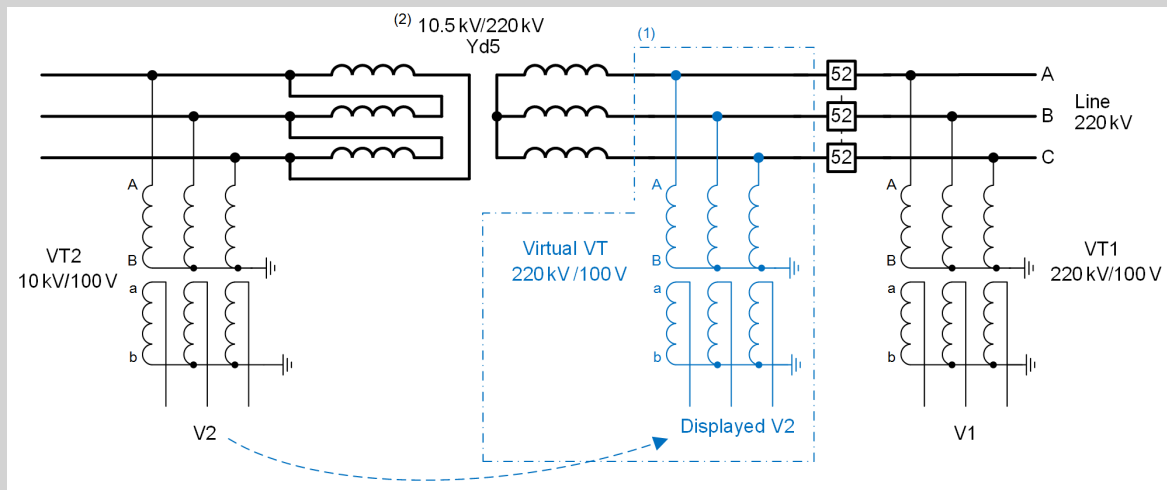 (2) 10.5 kV/220 kV
Yd5
(1)
52
A
52
B
Line
220 kV
52
C
A
A
A
VT2
10 kV/100 V
B
Virtual VT
220 kV /100 V
B
B
VT1
220 kV/100 V
a
a
a
b
b
b
V2
Displayed V2
V1